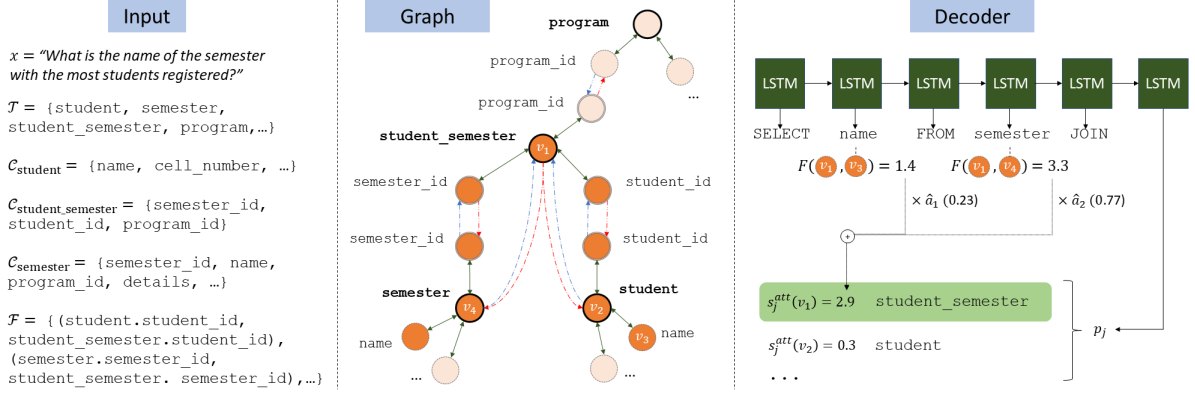 Input
x = “What is the name of the semester
with the most students registered?”
𝒯 = {student, semester,
student_semester, program,…}
𝒞student = {name, cell_number, …}
𝒞student_semester = {semester_id,
student_id, program_id}
𝒞semester = {semester_id, name,
program_id, details, …}
ℱ = {(student.student_id,
student_semester.student_id),
(semester.semester_id,
student_semester. semester_id),…}
Graph
program
program_id
...
program_id
student_semester
v1
semester_id
student_id
semester_id
student_id
semester
student
v4
v2
name
v3
name
...
...
Decoder
LSTM LSTM LSTM LSTM LSTM LSTM
SELECT name FROM semester JOIN
F(v1, v3) = 1.4 F(v1, v4) = 3.3
× â1 (0.23) × â2 (0.77)
+
sj^att(v1) = 2.9 student_semester
pj
sj^att(v2) = 0.3 student
...